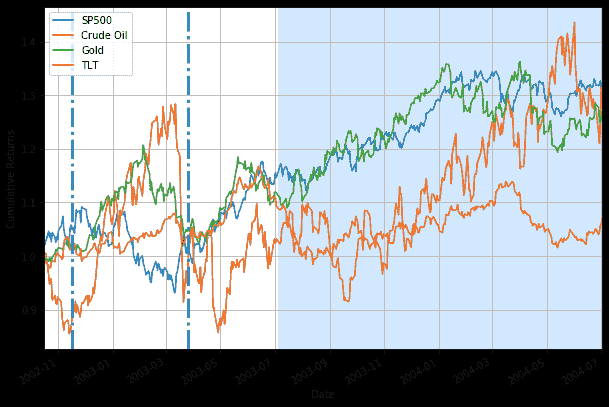 SP500
Crude Oil
Gold
TLT
1.4
1.3
1.2
1.1
1.0
0.9
Cumulative Returns
2002-11
2003-01
2003-03
2003-05
2003-07
2003-09
2003-11
2004-01
2004-03
2004-05
2004-07
Date